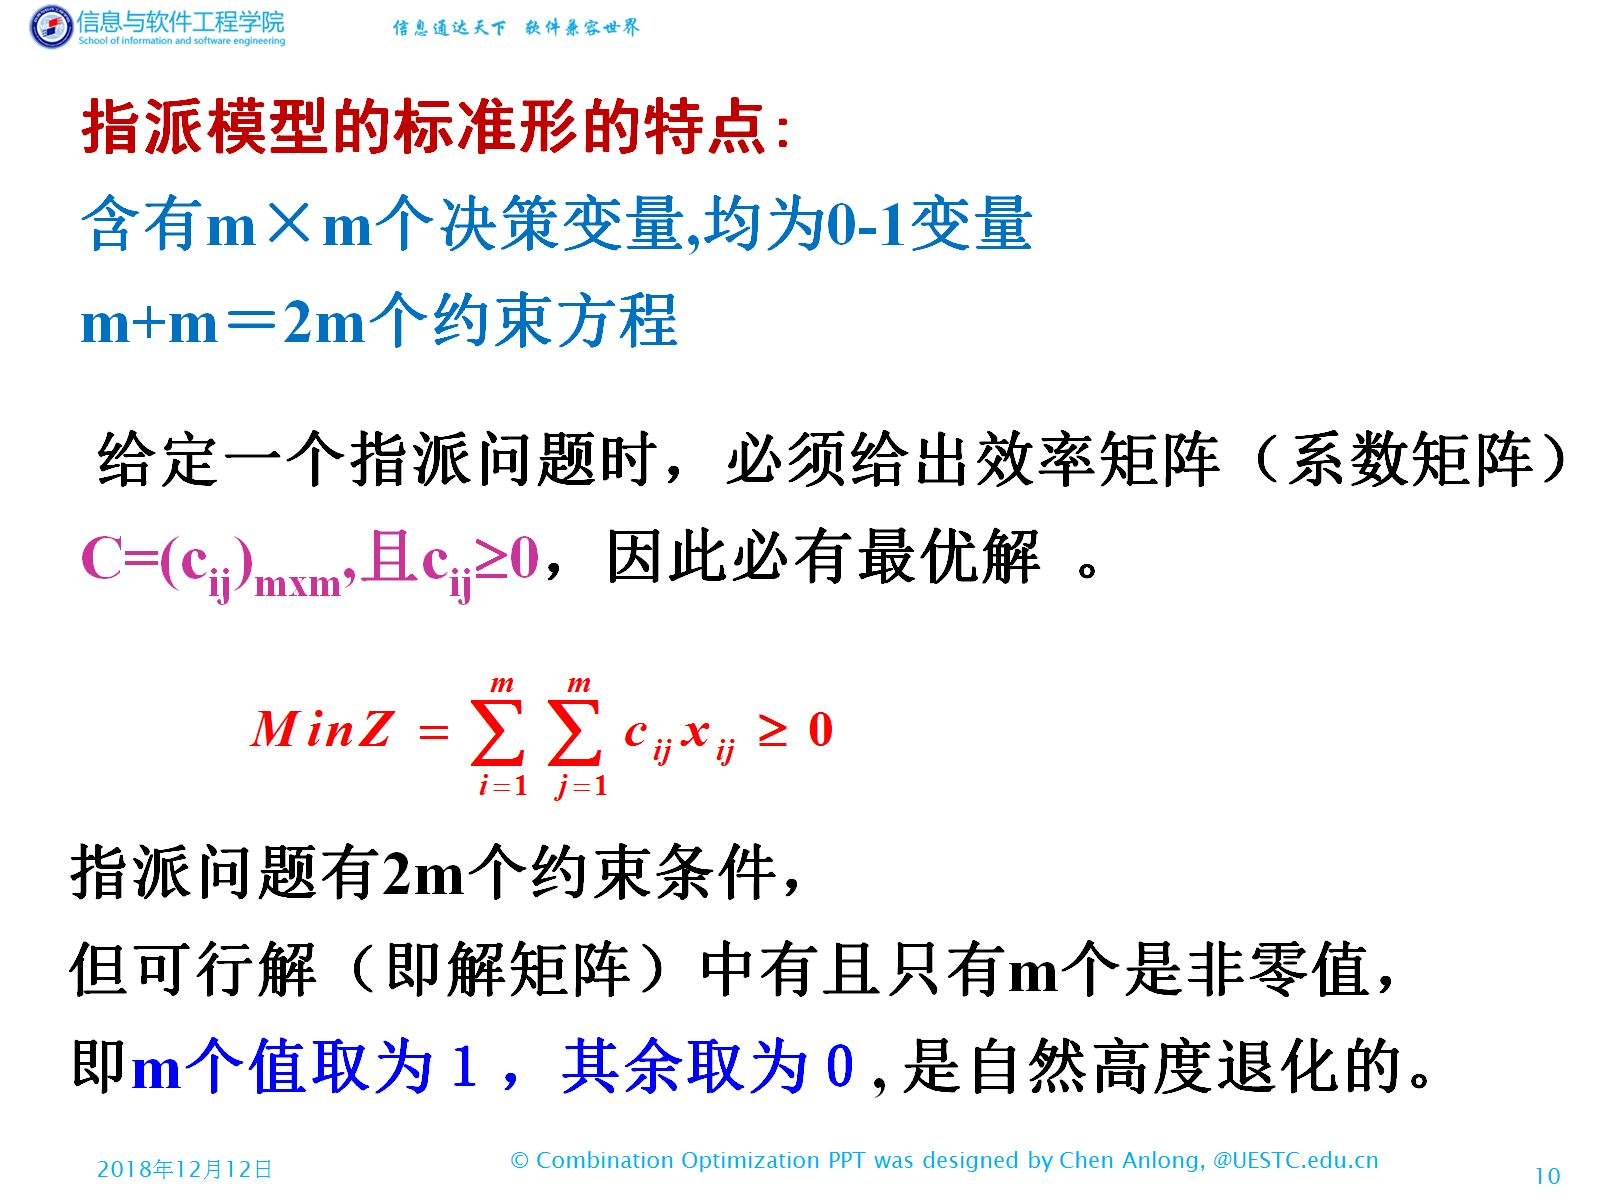 信息与软件工程学院
School of information and software engineering
信息通达天下 软件兼容世界
指派模型的标准形的特点:
含有m×m个决策变量,均为0-1变量
m+m＝2m个约束方程
给定一个指派问题时，必须给出效率矩阵（系数矩阵）
C=(cij)mxm,且cij≥0，因此必有最优解 。
MinZ = ∑_{i=1}^{m} ∑_{j=1}^{m} c_{ij} x_{ij} ≥ 0
指派问题有2m个约束条件，
但可行解（即解矩阵）中有且只有m个是非零值，
即m个值取为１，其余取为０, 是自然高度退化的。
2018年12月12日
© Combination Optimization PPT was designed by Chen Anlong, @UESTC.edu.cn
10